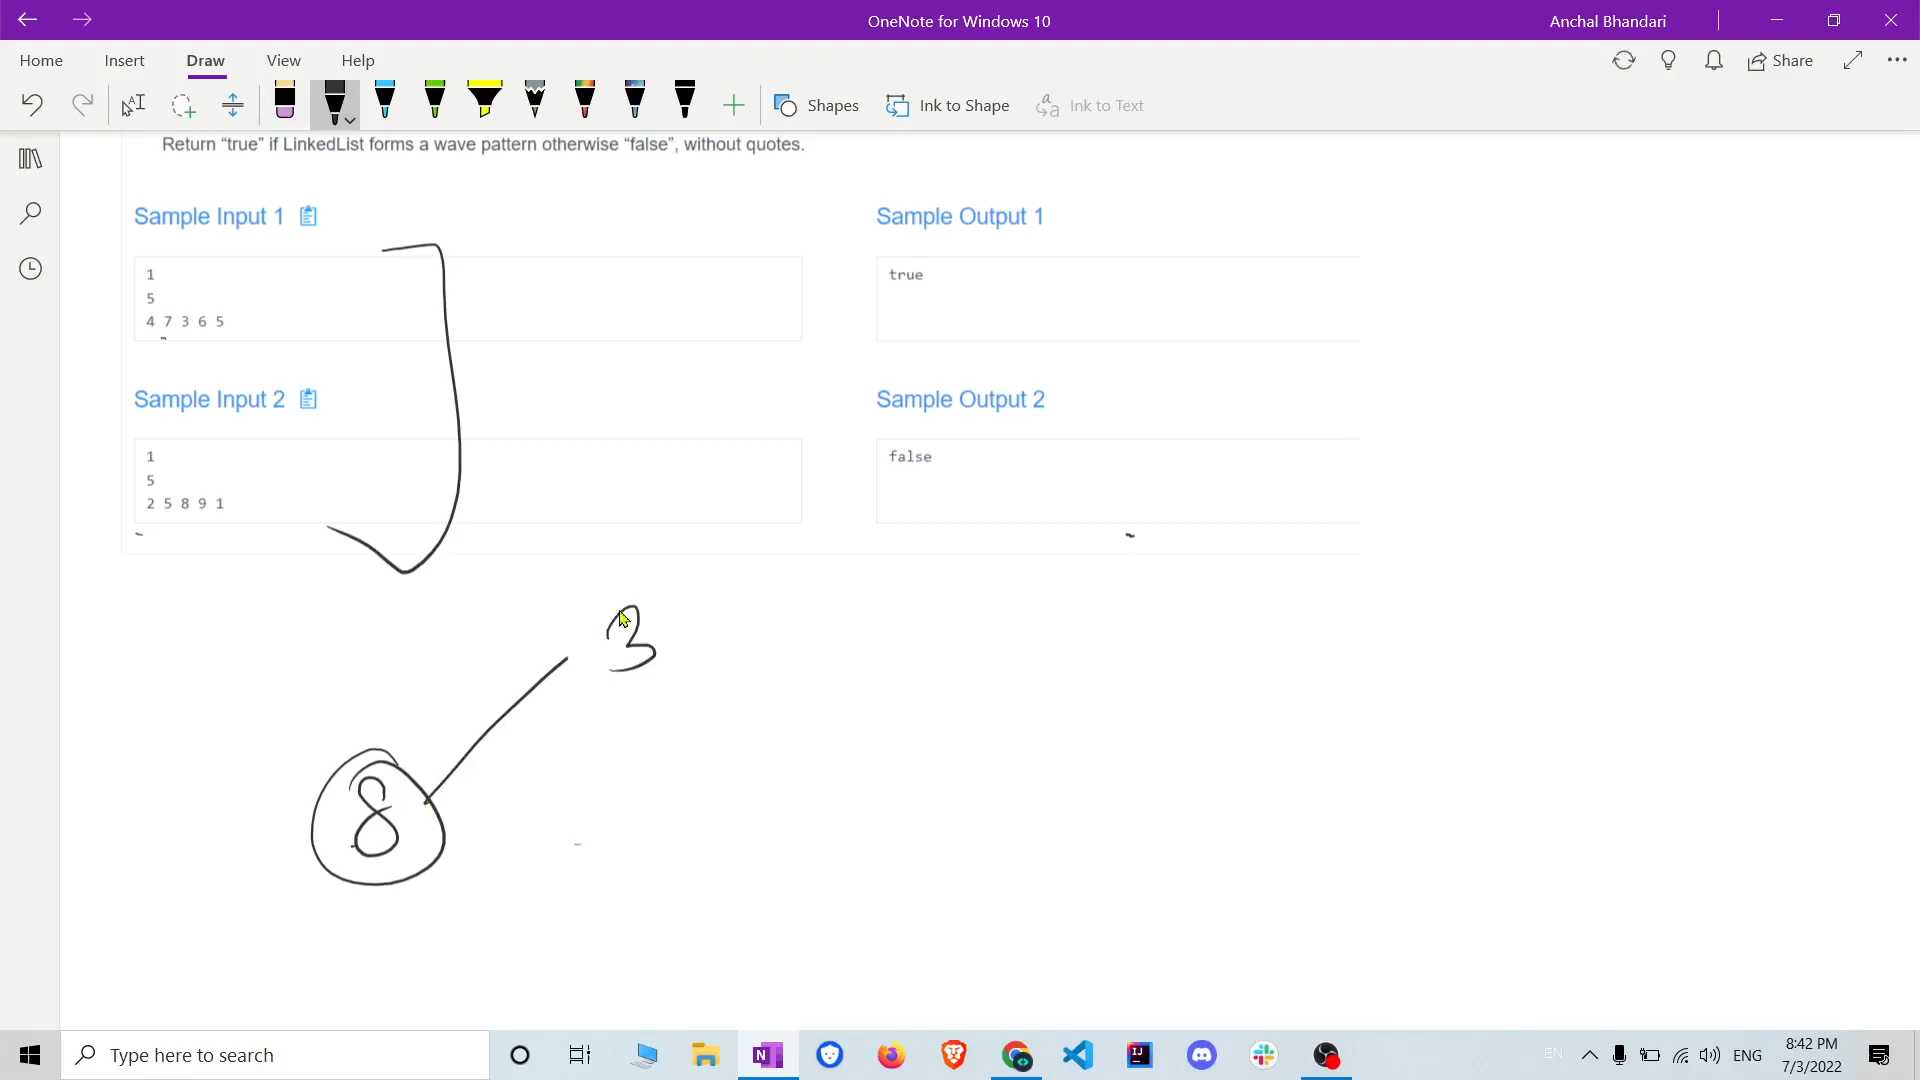 OneNote for Windows 10
Anchal Bhandari
Home Insert Draw View Help
Share
Shapes Ink to Shape Ink to Text
Return “true” if LinkedList forms a wave pattern otherwise “false”, without quotes.
Sample Input 1
Sample Output 1
1
5
4 7 3 6 5
true
Sample Input 2
Sample Output 2
1
5
2 5 8 9 1
false
3
8
Type here to search
EN
ENG
8:42 PM
7/3/2022